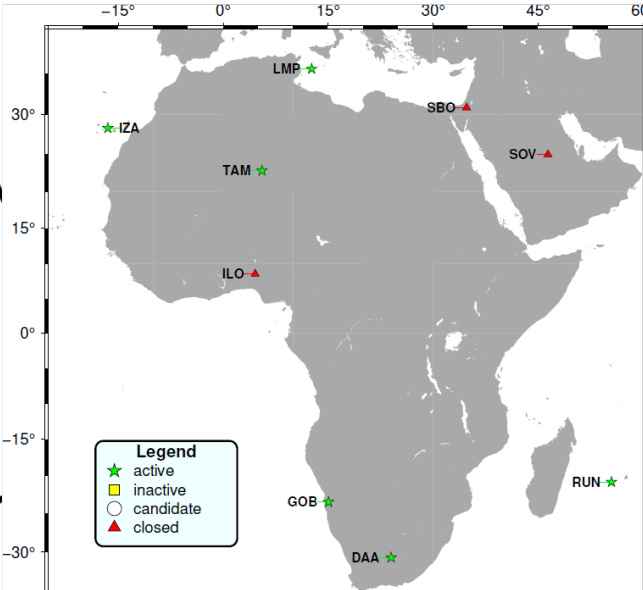 −15° 0° 15° 30° 45° 60
LMP
SBO
30°
IZA
SOV
TAM
15°
ILO
0°
−15°
Legend
active
inactive
candidate
closed
RUN
GOB
−30°
DAA